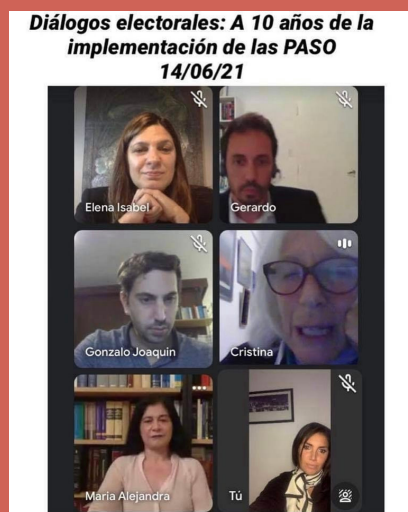 Diálogos electorales: A 10 años de la
implementación de las PASO
14/06/21
Elena Isabel
Gerardo
Gonzalo Joaquin
Cristina
Maria Alejandra
Tú